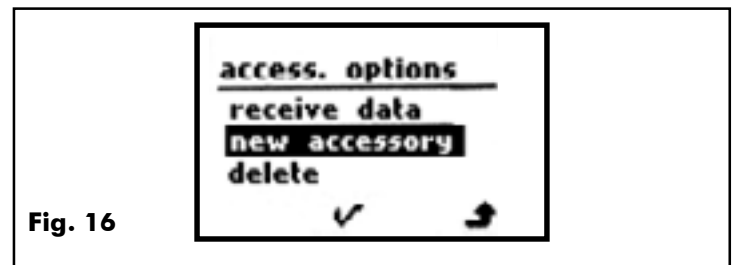 access. options
receive data
new accessory
delete
Fig. 16